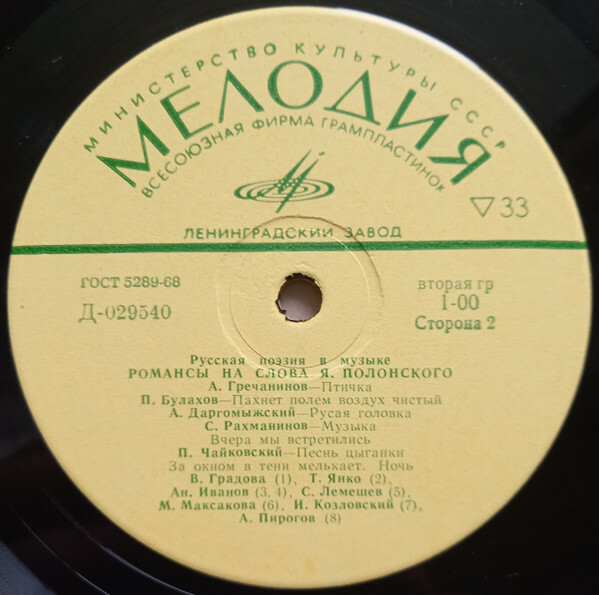 МИНИСТЕРСТВО КУЛЬТУРЫ СССР
МЕЛОДИЯ
ВСЕСОЮЗНАЯ ФИРМА ГРАМПЛАСТИНОК
▽33
ЛЕНИНГРАДСКИЙ ЗАВОД
ГОСТ 5289-68
Д-029540
вторая гр
1-00
Сторона 2
Русская поэзия в музыке
РОМАНСЫ НА СЛОВА Я. ПОЛОНСКОГО
А. Гречанинов—Птичка
П. Булахов—Пахнет полем воздух чистый
А. Даргомыжский—Русая головка
С. Рахманинов—Музыка
Вчера мы встретились
П. Чайковский—Песнь цыганки
За окном в тени мелькает. Ночь
В. Градова (1), Т. Янко (2),
Ан. Иванов (3, 4), С. Лемешев (5),
М. Максакова (6), И. Козловский (7),
А. Пирогов (8)